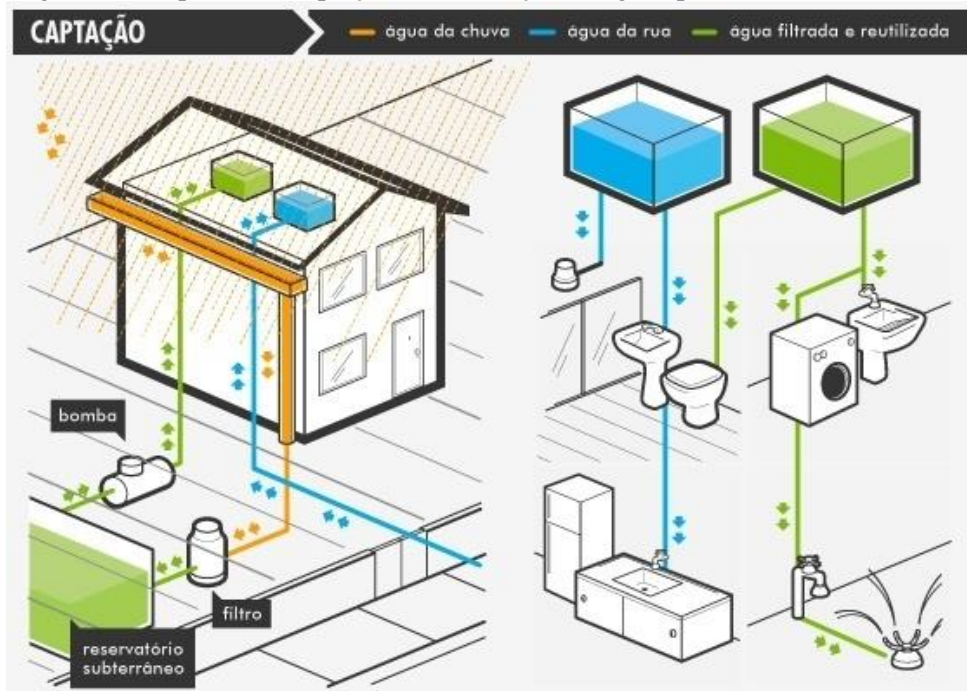 CAPTAÇÃO
água da chuva
água da rua
água filtrada e reutilizada
bomba
filtro
reservatório
subterrâneo